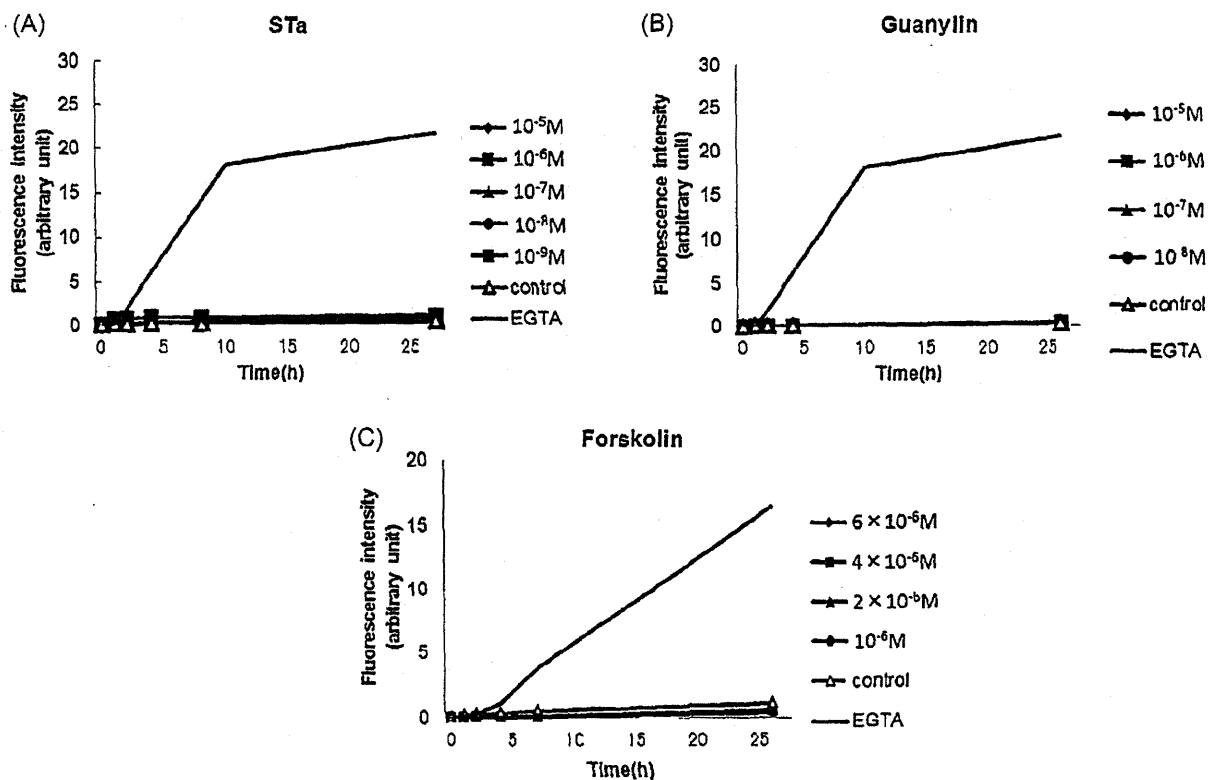 (A)
STa
Fluorescence intensity
(arbitrary unit)
30
25
20
15
10
5
0
0 5 10 15 20 25
Time(h)
10⁻⁵M
10⁻⁶M
10⁻⁷M
10⁻⁸M
10⁻⁹M
control
EGTA
(B)
Guanylin
Fluorescence intensity
(arbitrary unit)
30
25
20
15
10
5
0
0 5 10 15 20 25
Time(h)
10⁻⁵M
10⁻⁶M
10⁻⁷M
10⁻⁸M
control
EGTA
(C)
Forskolin
Fluorescence intensity
(arbitrary unit)
20
15
10
5
0
0 5 10 15 20 25
Time(h)
6×10⁻⁶M
4×10⁻⁶M
2×10⁻⁶M
10⁻⁶M
control
EGTA